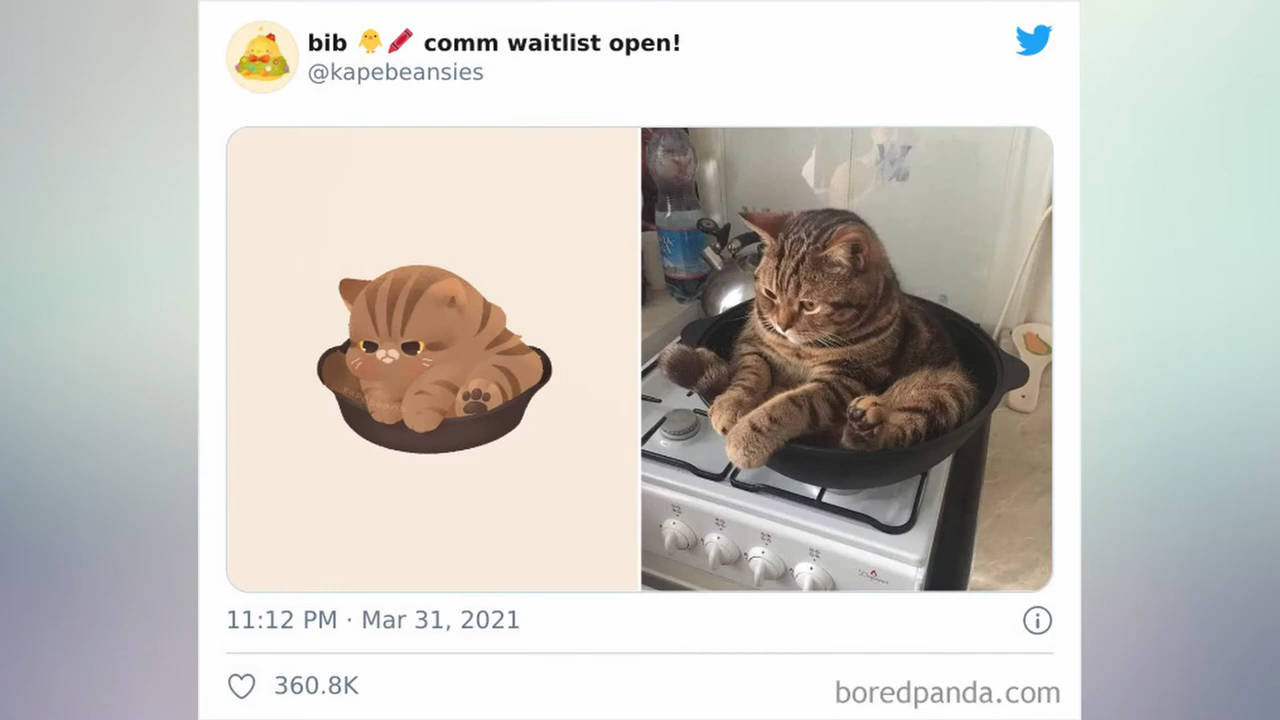 bib 🐥🖍️ comm waitlist open!
@kapebeansies
11:12 PM · Mar 31, 2021
360.8K
boredpanda.com